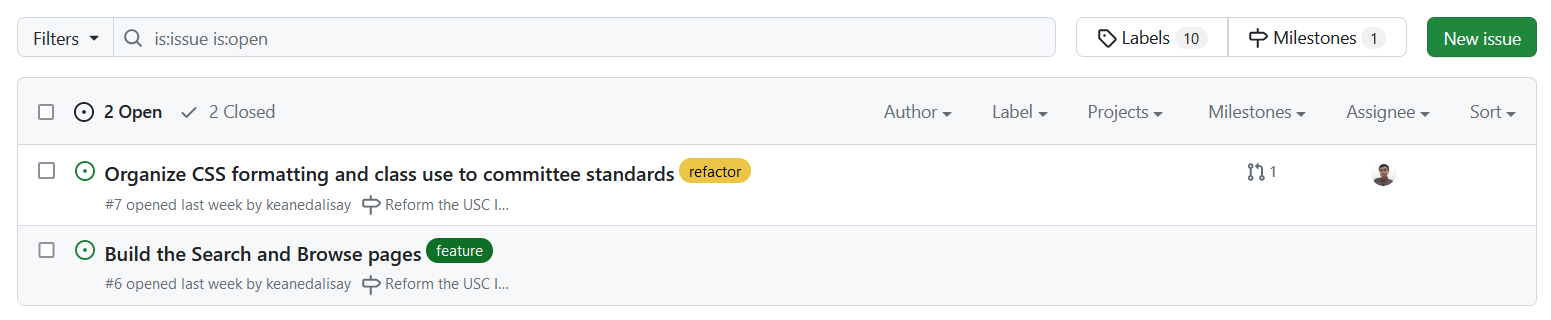 Filters is:issue is:open Labels 10 Milestones 1 New issue
2 Open 2 Closed Author Label Projects Milestones Assignee Sort
Organize CSS formatting and class use to committee standards refactor 1
#7 opened last week by keanedalisay Reform the USC I...
Build the Search and Browse pages feature
#6 opened last week by keanedalisay Reform the USC I...